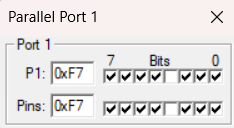 Parallel Port 1
Port 1
7 Bits 0
P1: 0xF7
Pins: 0xF7